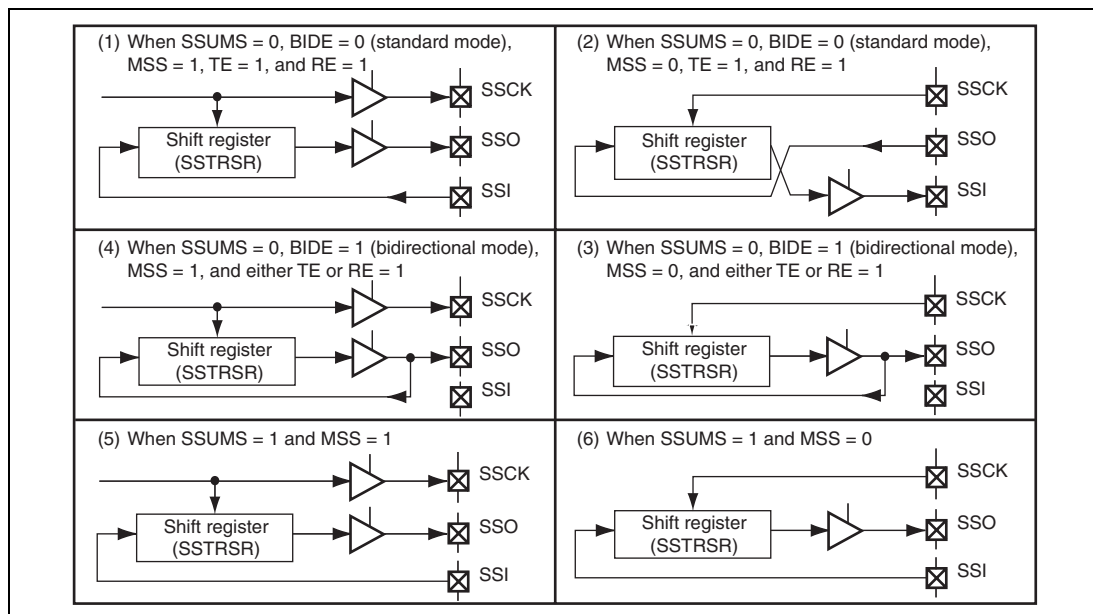 (1) When SSUMS = 0, BIDE = 0 (standard mode),
MSS = 1, TE = 1, and RE = 1
SSCK
Shift register
(SSTRSR)
SSO
SSI
(2) When SSUMS = 0, BIDE = 0 (standard mode),
MSS = 0, TE = 1, and RE = 1
SSCK
Shift register
(SSTRSR)
SSO
SSI
(4) When SSUMS = 0, BIDE = 1 (bidirectional mode),
MSS = 1, and either TE or RE = 1
SSCK
Shift register
(SSTRSR)
SSO
SSI
(3) When SSUMS = 0, BIDE = 1 (bidirectional mode),
MSS = 0, and either TE or RE = 1
SSCK
Shift register
(SSTRSR)
SSO
SSI
(5) When SSUMS = 1 and MSS = 1
SSCK
Shift register
(SSTRSR)
SSO
SSI
(6) When SSUMS = 1 and MSS = 0
SSCK
Shift register
(SSTRSR)
SSO
SSI